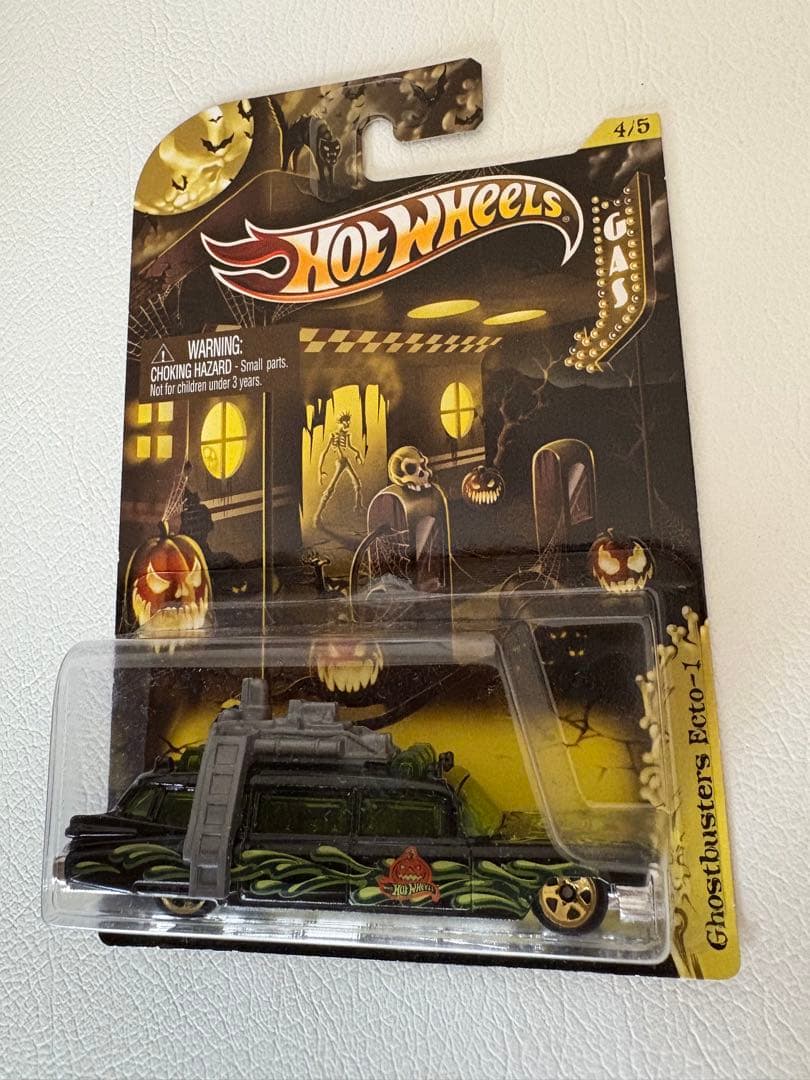 4/5
HOT WHEELS
GAS
WARNING:
CHOKING HAZARD - Small parts.
Not for children under 3 years.
Ghostbusters Ecto-1
HOT WHEELS